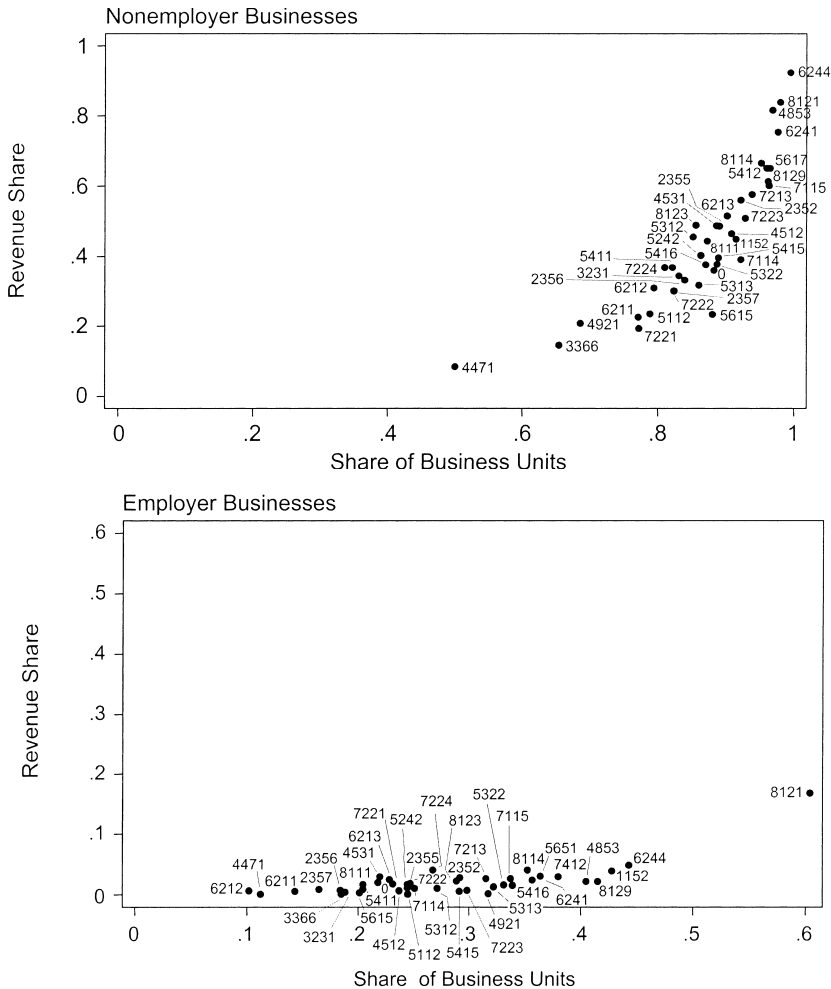 Nonemployer Businesses
1
6244
.8
8121
4853
6241
8114 5617
5412 8129
.6
2355 7115
7213
4531 6213 2352
8123 7223
5312 4512
5242 8111 1152
.4
5411 5416 5415
3231 7224 7114
2356 0 5322
6212 5313
7222 2357
6211
5112 5615
.2
4921
7221
3366
4471
0
Revenue Share
0 .2 .4 .6 .8 1
Share of Business Units
Employer Businesses
.6
.5
.4
.3
.2
8121
5322
7224
7221 7115
5242 8123
.1
6213
4531 7213 5651 4853
2356 2355 8114
4471 8111 2352 7412 6244
6211 2357 7222 1152
6212 0
0
5411 5416 6241 8129
7114 5313
3366 5615
3231 5312 4921
4512
5112 5415 7223
Revenue Share
0 .1 .2 .3 .4 .5 .6
Share of Business Units